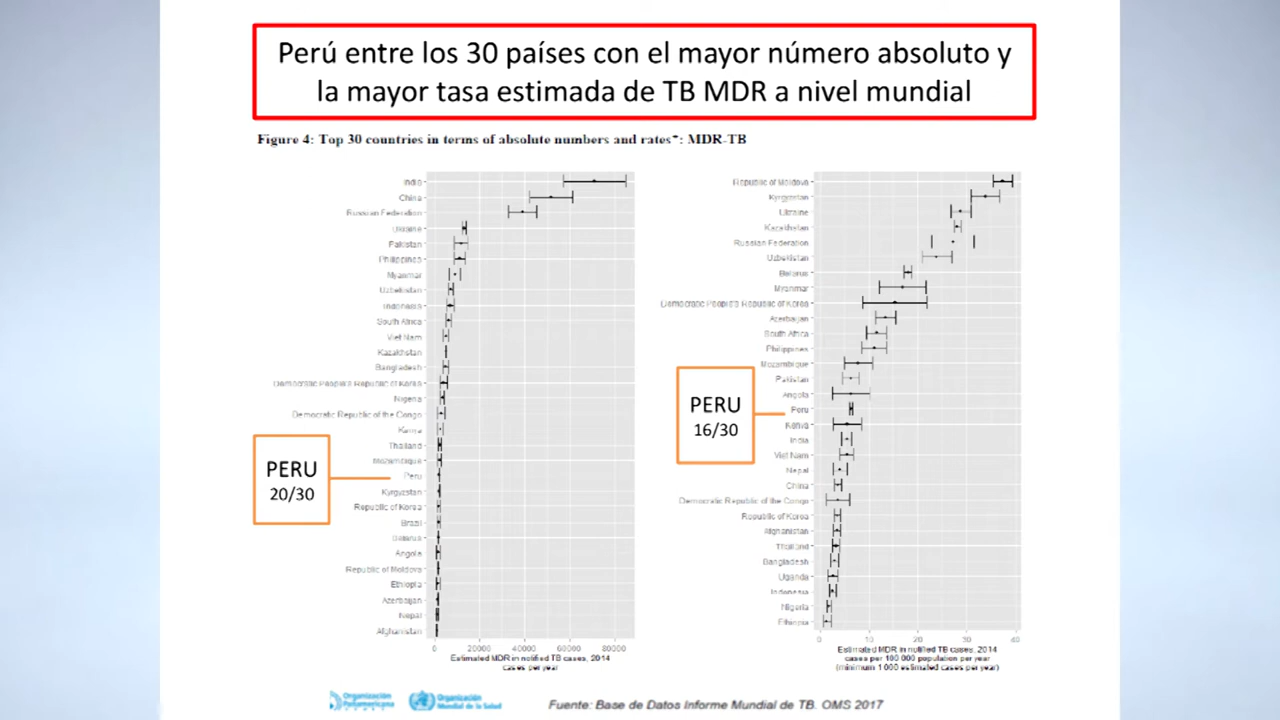 Perú entre los 30 países con el mayor número absoluto y
la mayor tasa estimada de TB MDR a nivel mundial
Figure 4: Top 30 countries in terms of absolute numbers and rates*: MDR-TB
India
China
Russian Federation
Ukraine
Pakistan
Philippines
Myanmar
Uzbekistan
Indonesia
South Africa
Viet Nam
Kazakhstan
Bangladesh
Democratic People's Republic of Korea
Nigeria
Democratic Republic of the Congo
Kenya
Thailand
Mozambique
Peru
Kyrgyzstan
Republic of Korea
Brazil
Belarus
Angola
Republic of Moldova
Ethiopia
Azerbaijan
Nepal
Afghanistan
0 20000 40000 60000 80000
Estimated MDR in notified TB cases, 2014
cases per year
PERU
20/30
Republic of Moldova
Kyrgyzstan
Ukraine
Kazakhstan
Russian Federation
Uzbekistan
Belarus
Myanmar
Democratic People's Republic of Korea
Azerbaijan
South Africa
Philippines
Mozambique
Pakistan
Angola
Peru
Kenya
India
Viet Nam
Nepal
China
Democratic Republic of the Congo
Republic of Korea
Afghanistan
Thailand
Bangladesh
Uganda
Indonesia
Nigeria
Ethiopia
0 10 20 30 40
Estimated MDR in notified TB cases, 2014
cases per 100 000 population per year
(minimum 1 000 estimated cases per year)
PERU
16/30
Organización
Panamericana
Organización
Mundial de la Salud
Fuente: Base de Datos Informe Mundial de TB. OMS 2017